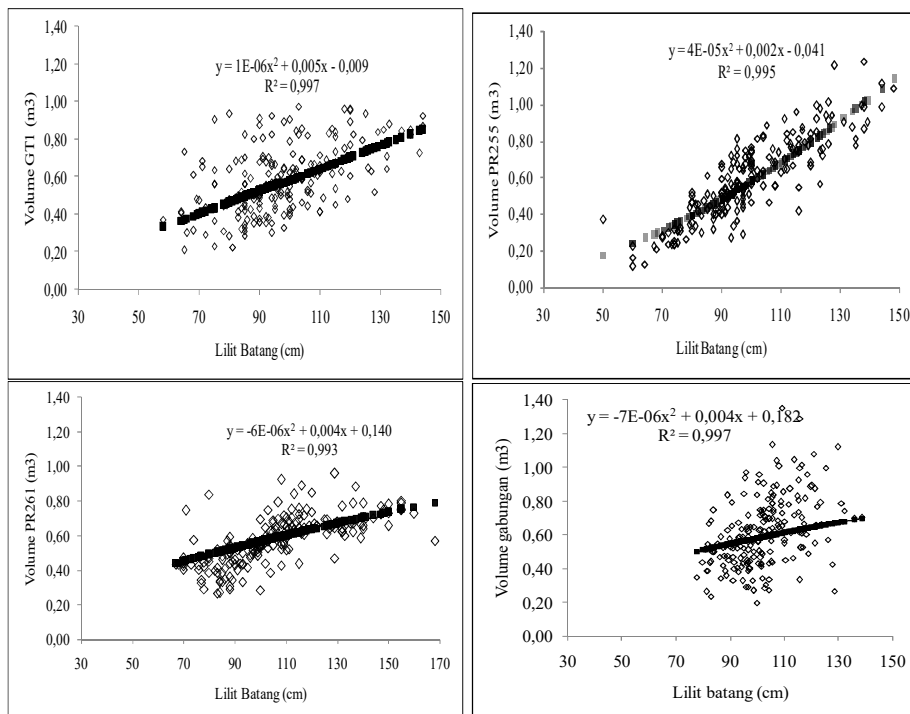 Volume GT1 (m3)
1,40
1,20
1,00
0,80
0,60
0,40
0,20
0,00
y = 1E-06x² + 0,005x - 0,009
R² = 0,997
30 50 70 90 110 130 150
Lilit Batang (cm)
Volume PR255 (m3)
1,40
1,20
1,00
0,80
0,60
0,40
0,20
0,00
y = 4E-05x² + 0,002x - 0,041
R² = 0,995
30 50 70 90 110 130 150
Lilit Batang (cm)
Volume PR261 (m3)
1,40
1,20
1,00
0,80
0,60
0,40
0,20
0,00
y = -6E-06x² + 0,004x + 0,140
R² = 0,993
30 50 70 90 110 130 150 170
Lilit Batang (cm)
Volume gabungan (m3)
1,40
1,20
1,00
0,80
0,60
0,40
0,20
0,00
y = -7E-06x² + 0,004x + 0,182
R² = 0,997
30 50 70 90 110 130 150
Lilit batang (cm)